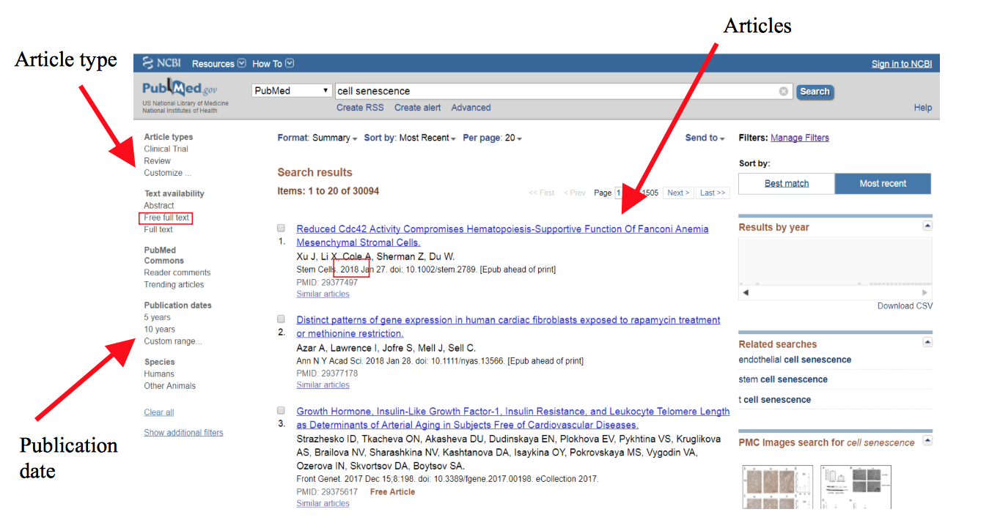 Articles
Article type
NCBI Resources How To Sign in to NCBI
PubMed.gov
US National Library of Medicine
National Institutes of Health
PubMed cell senescence Search
Create RSS Create alert Advanced Help
Article types
Clinical Trial
Review
Customize ...
Text availability
Abstract
Free full text
Full text
PubMed
Commons
Reader comments
Trending articles
Publication dates
5 years
10 years
Custom range...
Species
Humans
Other Animals
Clear all
Show additional filters
Publication
date
Format: Summary Sort by: Most Recent Per page: 20 Send to
Search results
Items: 1 to 20 of 30094
<< First < Prev Page 1 1505 Next > Last >>
1. Reduced Cdc42 Activity Compromises Hematopoiesis-Supportive Function Of Fanconi Anemia
Mesenchymal Stromal Cells.
Xu J, Li X, Cole A, Sherman Z, Du W.
Stem Cells. 2018 Jan 27. doi: 10.1002/stem.2789. [Epub ahead of print]
PMID: 29377497
Similar articles
2. Distinct patterns of gene expression in human cardiac fibroblasts exposed to rapamycin treatment
or methionine restriction.
Azar A, Lawrence I, Jofre S, Mell J, Sell C.
Ann N Y Acad Sci. 2018 Jan 28. doi: 10.1111/nyas.13566. [Epub ahead of print]
PMID: 29377178
Similar articles
3. Growth Hormone, Insulin-Like Growth Factor-1, Insulin Resistance, and Leukocyte Telomere Length
as Determinants of Arterial Aging in Subjects Free of Cardiovascular Diseases.
Strazhesko ID, Tkacheva ON, Akasheva DU, Dudinskaya EN, Plokhova EV, Pykhtina VS, Kruglikova
AS, Brailova NV, Sharashkina NV, Kashtanova DA, Isaykina OY, Pokrovskaya MS, Vygodin VA,
Ozerova IN, Skvortsov DA, Boytsov SA.
Front Genet. 2017 Dec 15;8:198. doi: 10.3389/fgene.2017.00198. eCollection 2017.
PMID: 29375617 Free Article
Similar articles
Filters: Manage Filters
Sort by:
Best match Most recent
Results by year
Download CSV
Related searches
endothelial cell senescence
stem cell senescence
t cell senescence
PMC Images search for cell senescence